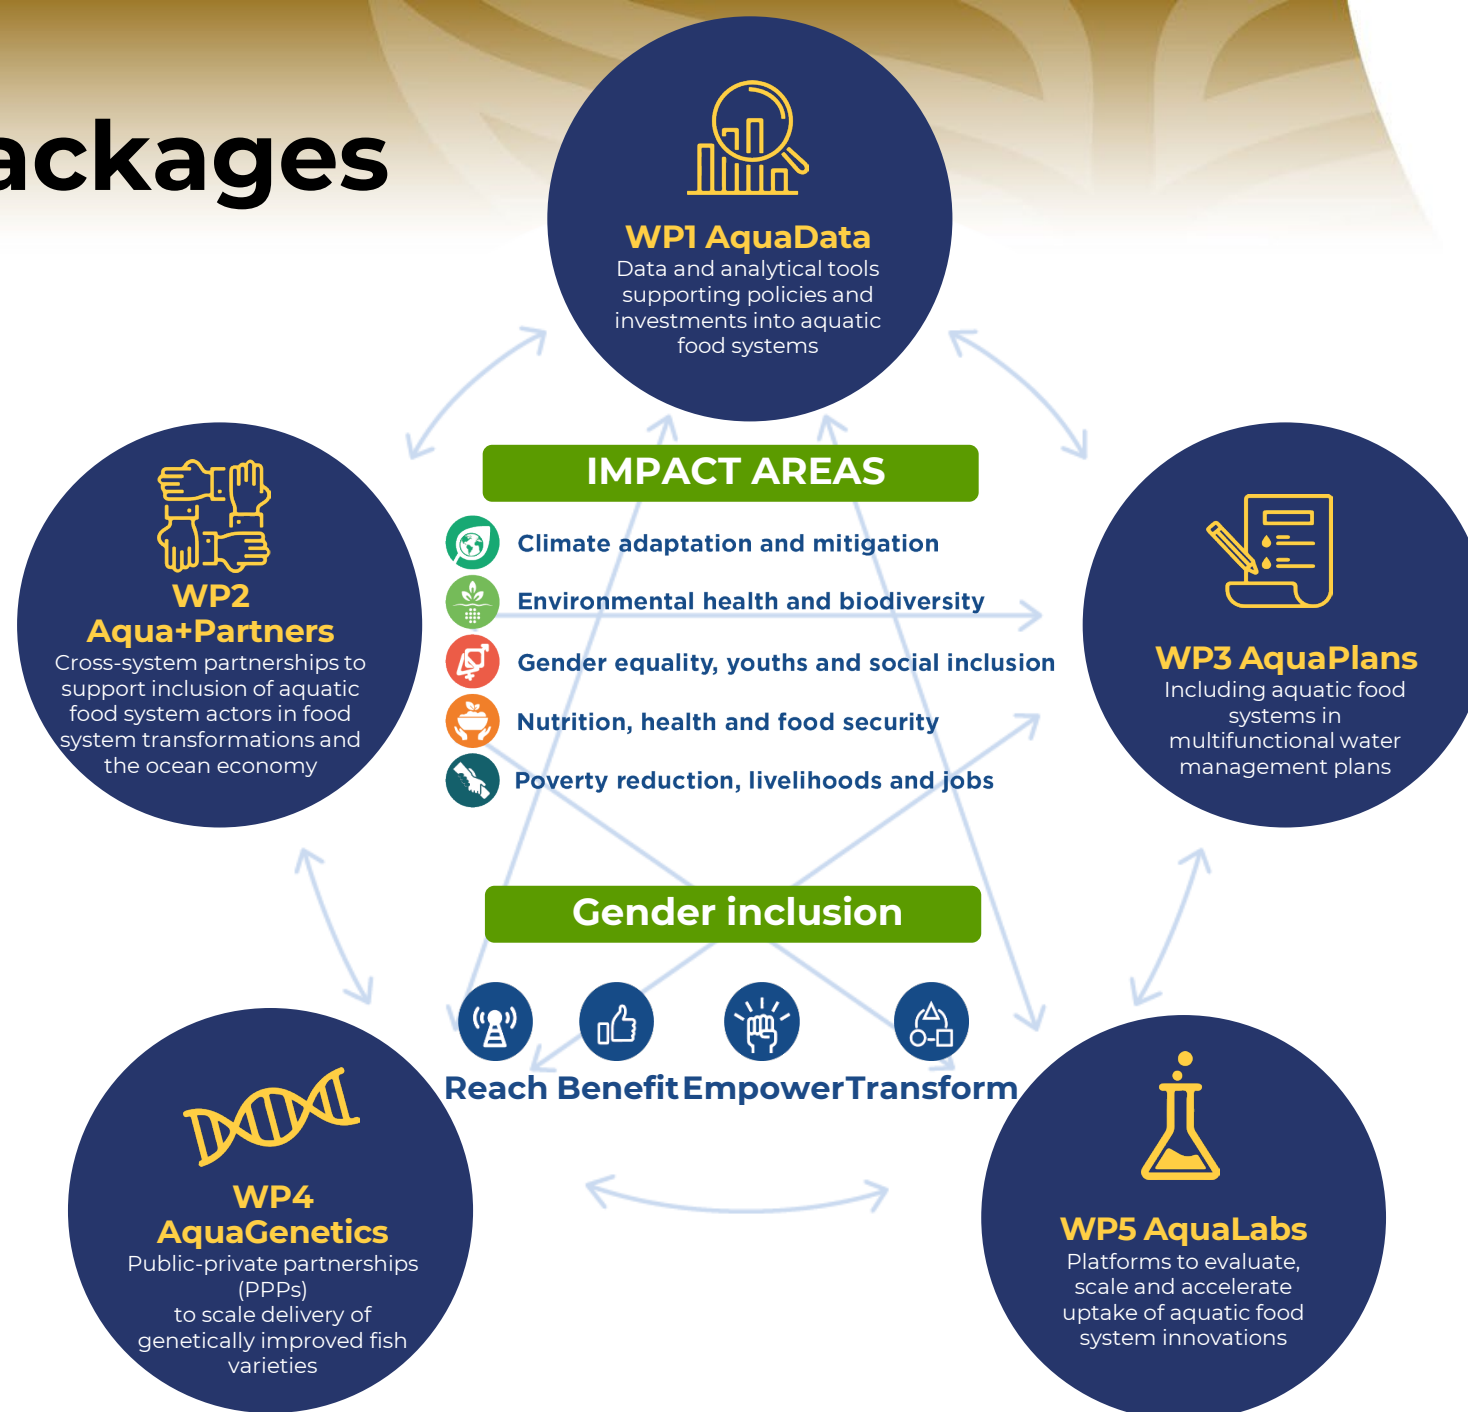 ackages
WP1 AquaData
Data and analytical tools
supporting policies and
investments into aquatic
food systems
WP2
Aqua+Partners
Cross-system partnerships to
support inclusion of aquatic
food system actors in food
system transformations and
the ocean economy
IMPACT AREAS
Climate adaptation and mitigation
Environmental health and biodiversity
Gender equality, youths and social inclusion
Nutrition, health and food security
Poverty reduction, livelihoods and jobs
WP3 AquaPlans
Including aquatic food
systems in
multifunctional water
management plans
Gender inclusion
Reach Benefit Empower Transform
WP4
AquaGenetics
Public-private partnerships
(PPPs)
to scale delivery of
genetically improved fish
varieties
WP5 AquaLabs
Platforms to evaluate,
scale and accelerate
uptake of aquatic food
system innovations